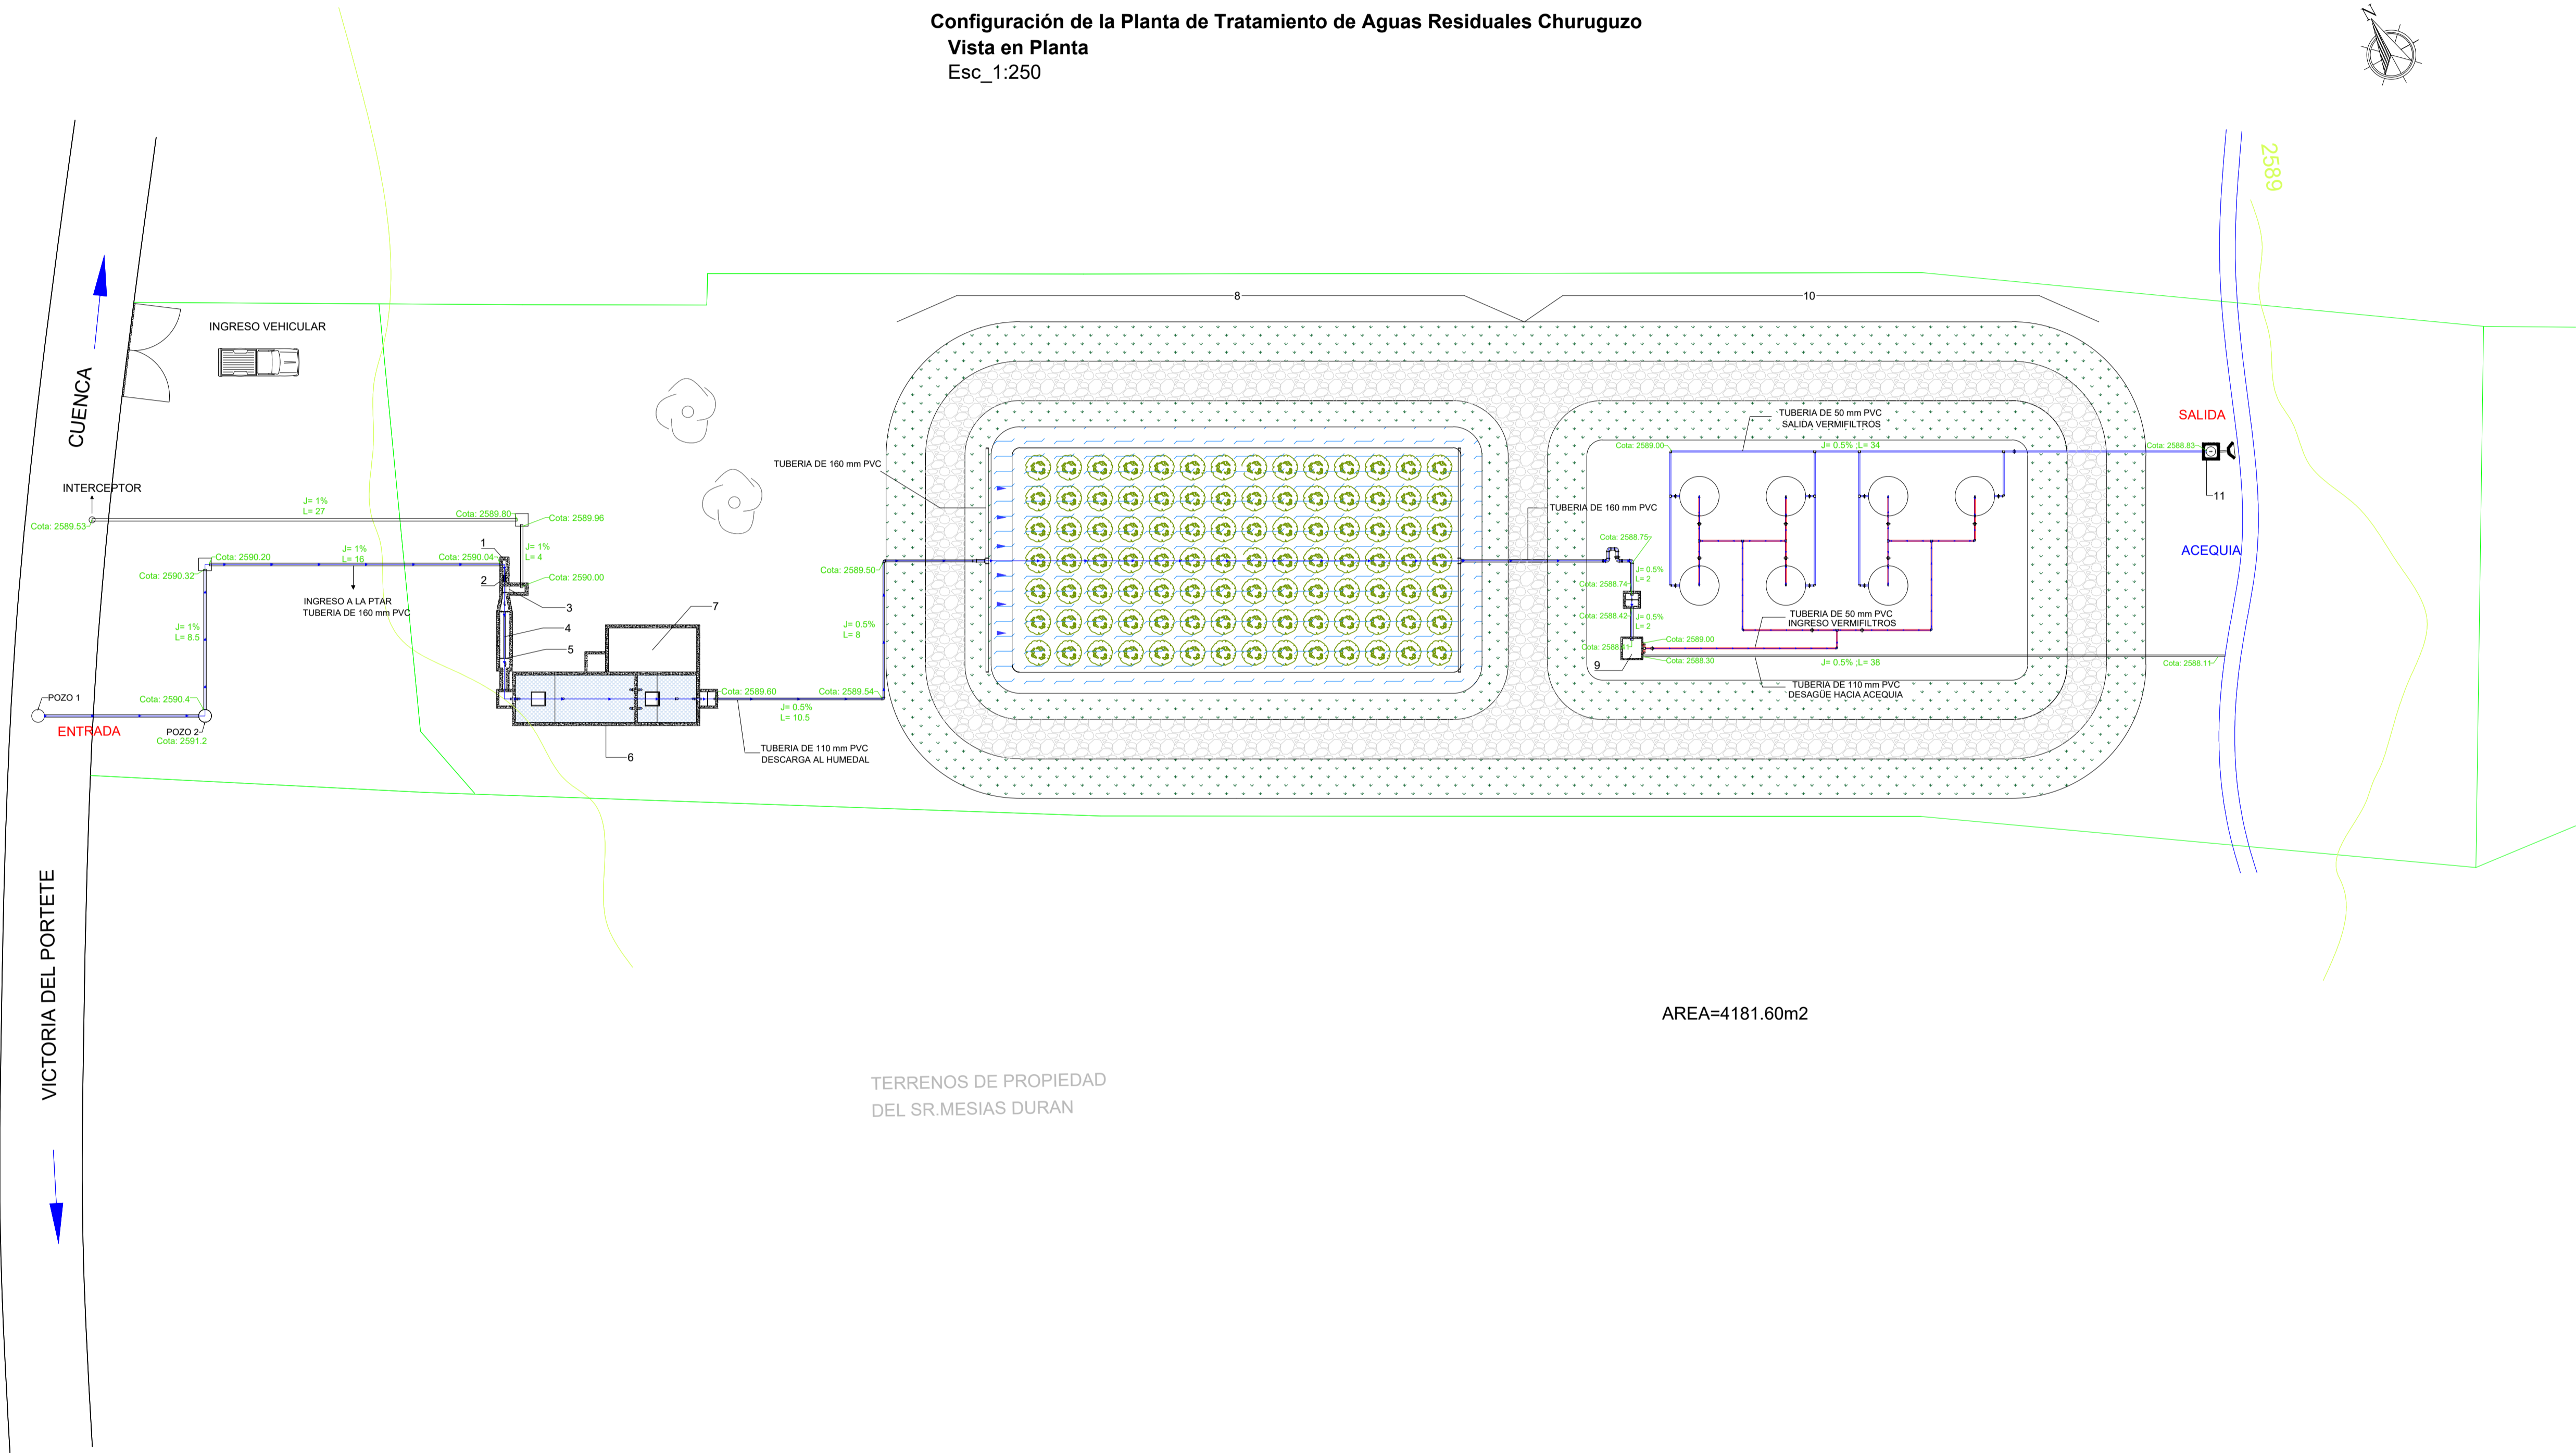 Configuración de la Planta de Tratamiento de Aguas Residuales Churuguzo
Vista en Planta
Esc_1:250
N
2589
8
10
INGRESO VEHICULAR
CUENCA
TUBERIA DE 50 mm PVC
SALIDA VERMIFILTROS
SALIDA
Cota: 2589.00
J= 0.5% ;L= 34
Cota: 2588.83
TUBERIA DE 160 mm PVC
INTERCEPTOR
11
J= 1%
L= 27
Cota: 2589.80
Cota: 2589.96
Cota: 2589.53
TUBERIA DE 160 mm PVC
Cota: 2588.75
1
J= 1%
L= 4
J= 1%
L= 16
Cota: 2590.20
Cota: 2590.04
ACEQUIA
Cota: 2590.32
2
Cota: 2590.00
Cota: 2589.50
J= 0.5%
L= 2
Cota: 2588.74
INGRESO A LA PTAR
TUBERIA DE 160 mm PVC
3
7
TUBERIA DE 50 mm PVC
INGRESO VERMIFILTROS
Cota: 2588.42
J= 0.5%
L= 2
J= 1%
L= 8.5
4
J= 0.5%
L= 8
5
Cota: 2589.00
Cota: 2588.30
9
J= 0.5% ;L= 38
Cota: 2588.11
TUBERIA DE 110 mm PVC
DESAGÜE HACIA ACEQUIA
POZO 1
Cota: 2590.4
Cota: 2589.60
Cota: 2589.54
J= 0.5%
L= 10.5
ENTRADA
POZO 2
Cota: 2591.2
6
TUBERIA DE 110 mm PVC
DESCARGA AL HUMEDAL
VICTORIA DEL PORTETE
AREA=4181.60m2
TERRENOS DE PROPIEDAD
DEL SR.MESIAS DURAN